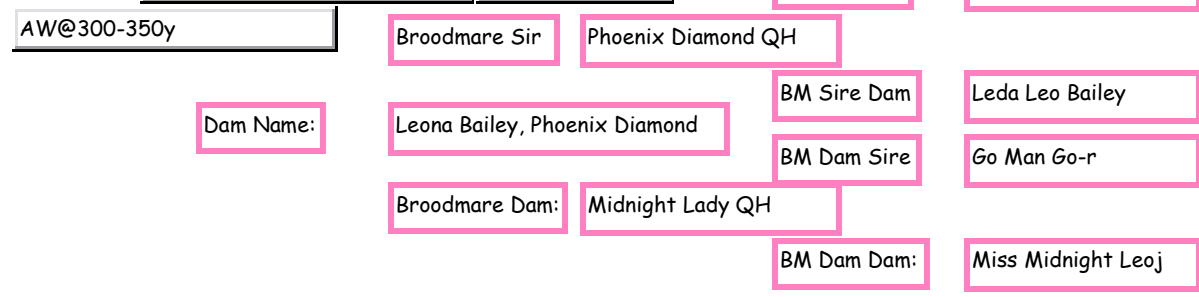 AW@300-350y
Broodmare Sir Phoenix Diamond QH
BM Sire Dam Leda Leo Bailey
Dam Name: Leona Bailey, Phoenix Diamond
BM Dam Sire Go Man Go-r
Broodmare Dam: Midnight Lady QH
BM Dam Dam: Miss Midnight Leoj